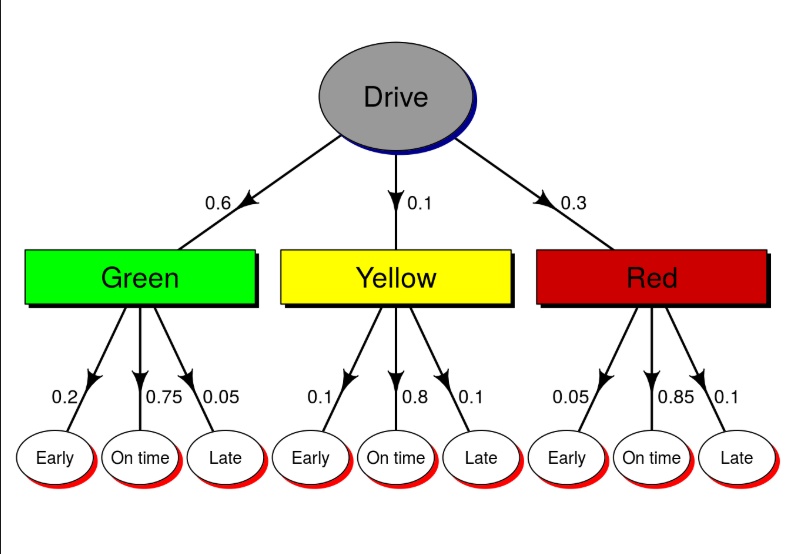 Drive
0.6
0.1
0.3
Green
Yellow
Red
0.2
0.75
0.05
0.1
0.8
0.1
0.05
0.85
0.1
Early
On time
Late
Early
On time
Late
Early
On time
Late